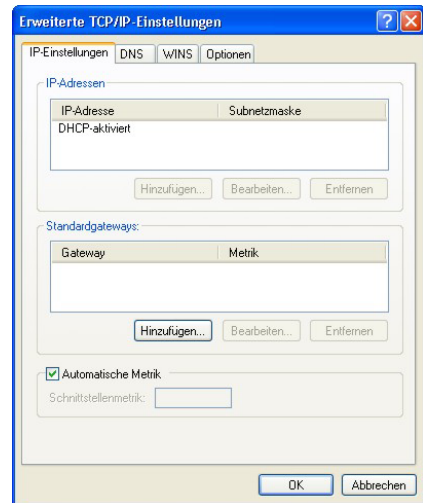 Erweiterte TCP/IP-Einstellungen
IP-Einstellungen DNS WINS Optionen
IP-Adressen
IP-Adresse Subnetzmaske
DHCP-aktiviert
Hinzufügen... Bearbeiten... Entfernen
Standardgateways:
Gateway Metrik
Hinzufügen... Bearbeiten... Entfernen
Automatische Metrik
Schnittstellenmetrik:
OK Abbrechen